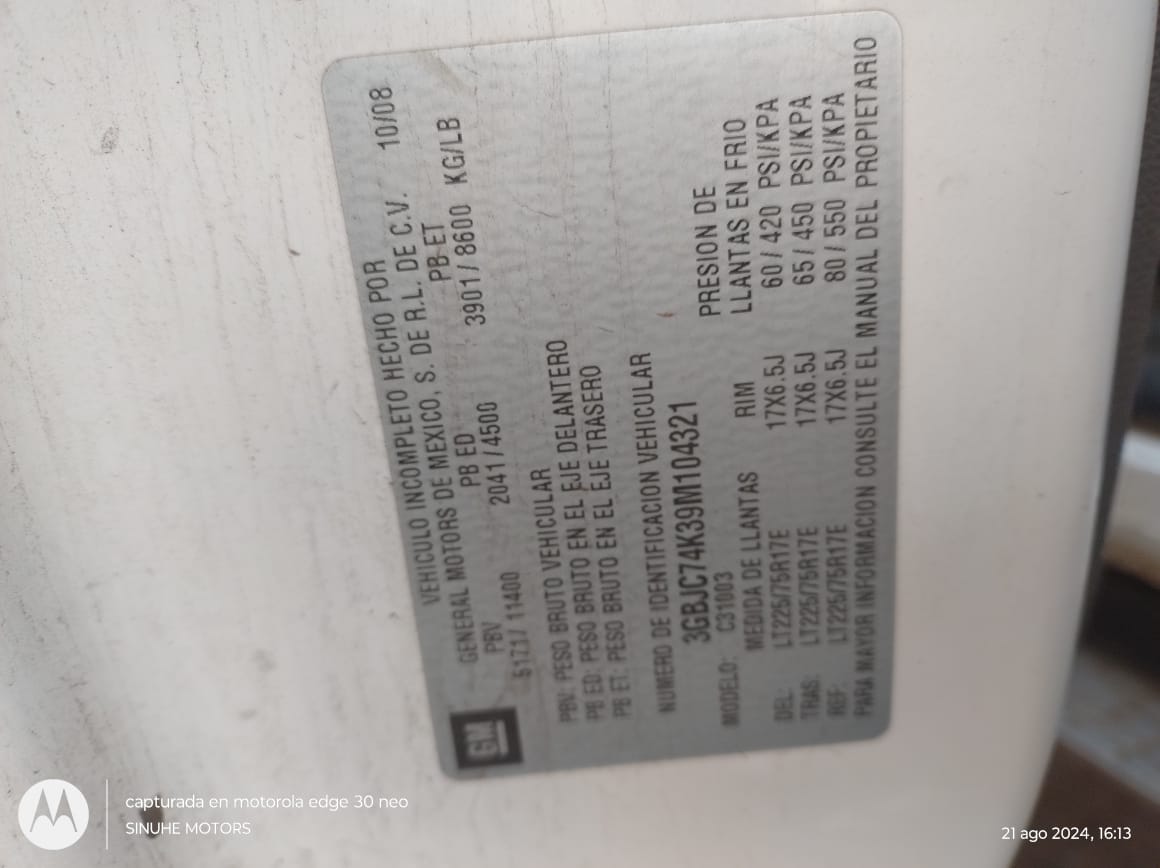 GM
VEHICULO INCOMPLETO HECHO POR 10/08
GENERAL MOTORS DE MEXICO, S. DE R.L. DE C.V.
PBV PB ED PB ET
5171/ 11400 2041/4500 3901/8600 KG/LB
PBV: PESO BRUTO VEHICULAR
PB ED: PESO BRUTO EN EL EJE DELANTERO
PB ET: PESO BRUTO EN EL EJE TRASERO
NUMERO DE IDENTIFICACION VEHICULAR
3GBJC74K39M104321
MODELO: C31003
PRESION DE
MEDIDA DE LLANTAS RIM LLANTAS EN FRIO
DEL: LT225/75R17E 17X6.5J 60/ 420 PSI/KPA
TRAS: LT225/75R17E 17X6.5J 65/ 450 PSI/KPA
REF: LT225/75R17E 17X6.5J 80/ 550 PSI/KPA
PARA MAYOR INFORMACION CONSULTE EL MANUAL DEL PROPIETARIO
capturada en motorola edge 30 neo
SINUHE MOTORS
21 ago 2024, 16:13